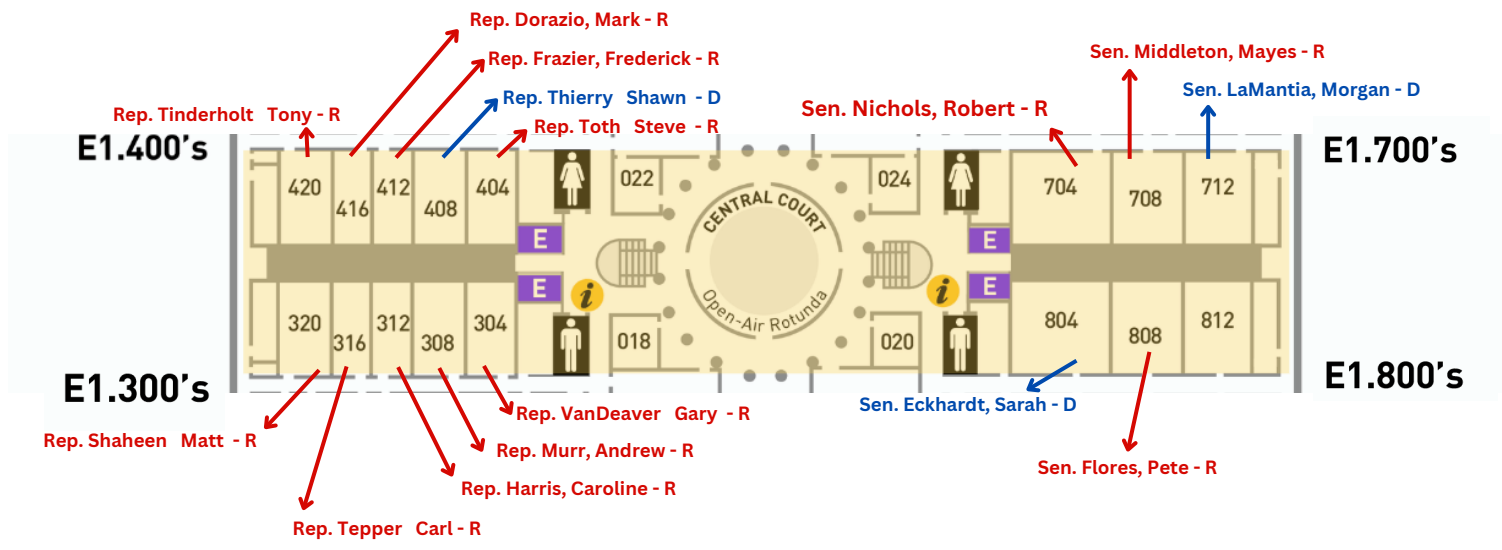 Rep. Dorazio, Mark - R
Rep. Frazier, Frederick - R
Rep. Thierry Shawn - D
Rep. Tinderholt Tony - R
Rep. Toth Steve - R
Sen. Middleton, Mayes - R
Sen. LaMantia, Morgan - D
Sen. Nichols, Robert - R
E1.400's
E1.700's
420
416
412
408
404
022
CENTRAL COURT
024
704
708
712
E
E
E
E
i
i
Open-Air Rotunda
320
316
312
308
304
018
020
804
808
812
E1.300's
E1.800's
Rep. Shaheen Matt - R
Rep. VanDeaver Gary - R
Rep. Murr, Andrew - R
Rep. Harris, Caroline - R
Rep. Tepper Carl - R
Sen. Eckhardt, Sarah - D
Sen. Flores, Pete - R